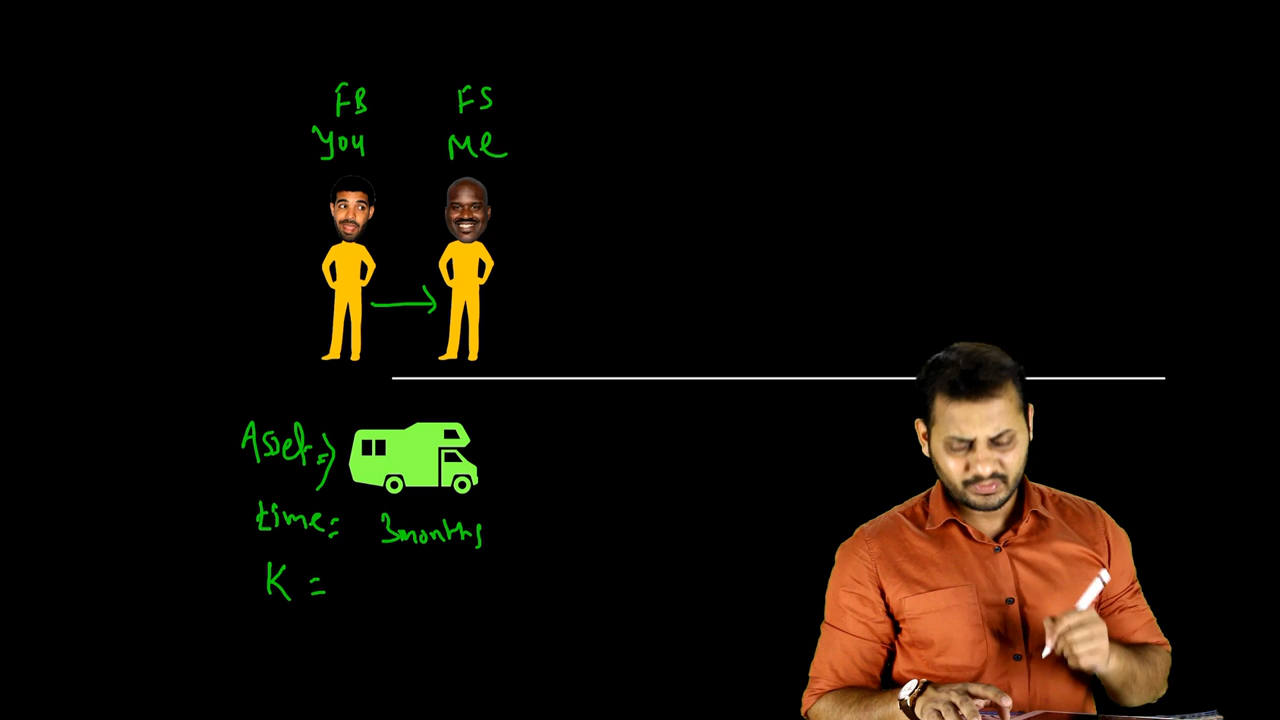 FB FS
You Me
Asset =)
time = 3months
K =